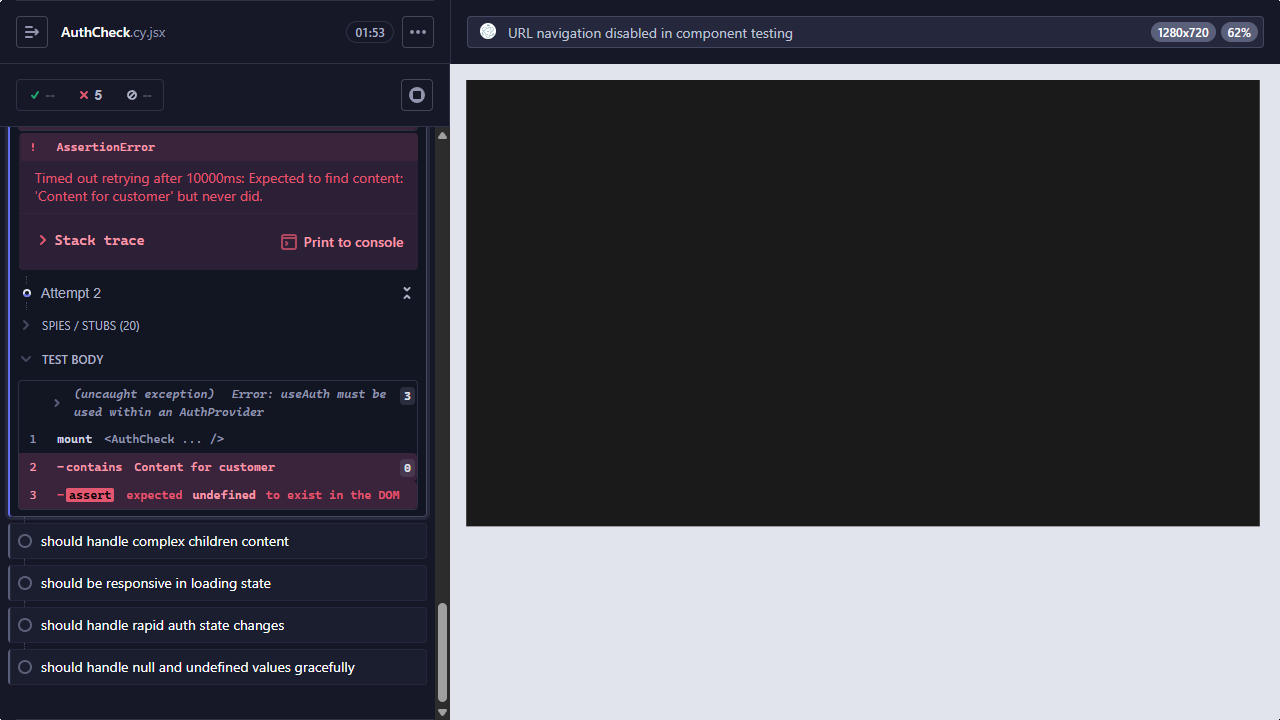 AuthCheck.cy.jsx
01:53
URL navigation disabled in component testing
1280x720
62%
--
5
--
! AssertionError
Timed out retrying after 10000ms: Expected to find content:
'Content for customer' but never did.
Stack trace
Print to console
Attempt 2
SPIES / STUBS (20)
TEST BODY
(uncaught exception) Error: useAuth must be 3
used within an AuthProvider
1 mount <AuthCheck ... />
2 -contains Content for customer 0
3 -assert expected undefined to exist in the DOM
should handle complex children content
should be responsive in loading state
should handle rapid auth state changes
should handle null and undefined values gracefully